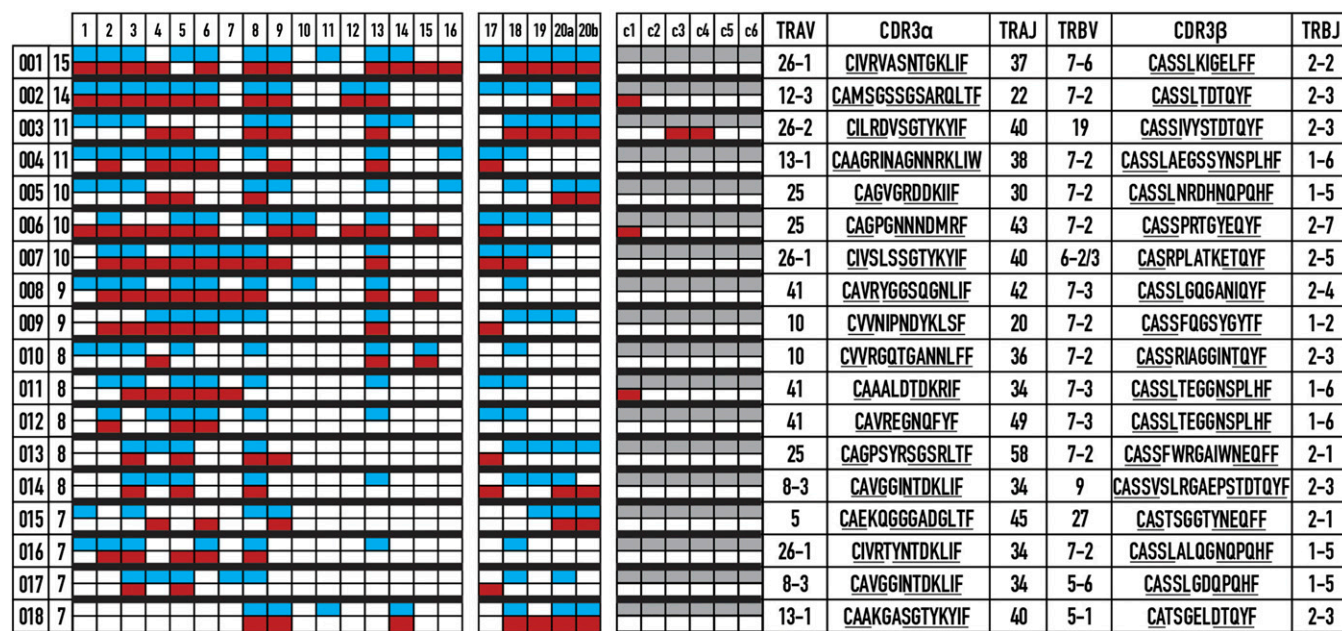 1 2 3 4 5 6 7 8 9 10 11 12 13 14 15 16 17 18 19 20a 20b c1 c2 c3 c4 c5 c6 TRAV CDR3α TRAJ TRBV CDR3β TRBJ
001 15 26-1 CIVRVASNTGKLIF 37 7-6 CASSLKIGELFF 2-2
002 14 12-3 CAMSGSSGSARQLTF 22 7-2 CASSLTDTQYF 2-3
003 11 26-2 CILRDVSGTYKYIF 40 19 CASSIVYSTDTQYF 2-3
004 11 13-1 CAAGRINAGNNRKLIW 38 7-2 CASSLAEGSSYNSPLHF 1-6
005 10 25 CAGVGRDDKIIF 30 7-2 CASSLNRDHNQPQHF 1-5
006 10 25 CAGPGNNNDMRF 43 7-2 CASSPRTGYEQYF 2-7
007 10 26-1 CIVSLSSGTYKYIF 40 6-2/3 CASRPLATKETQYF 2-5
008 9 41 CAVRYGGSQGNLIF 42 7-3 CASSLGQGANIQYF 2-4
009 9 10 CVVNIPNDYKLSF 20 7-2 CASSFQGSYGYTF 1-2
010 8 10 CVVRGQTGANNLFF 36 7-2 CASSRIAGGINTQYF 2-3
011 8 41 CAAALDTDKRIF 34 7-3 CASSLTEGGNSPLHF 1-6
012 8 41 CAVREGNQFYF 49 7-3 CASSLTEGGNSPLHF 1-6
013 8 25 CAGPSYRSGSRLTF 58 7-2 CASSFWRGAIWNEQFF 2-1
014 8 8-3 CAVGGINTDKLIF 34 9 CASSVSLRGAEPSTDTQYF 2-3
015 7 5 CAEKQGGGADGLTF 45 27 CASTSGGTYNEQFF 2-1
016 7 26-1 CIVRTYNTDKLIF 34 7-2 CASSLALQGNQPQHF 1-5
017 7 8-3 CAVGGINTDKLIF 34 5-6 CASSLGDQPQHF 1-5
018 7 13-1 CAAKGASGTYKYIF 40 5-1 CATSGELDTQYF 2-3